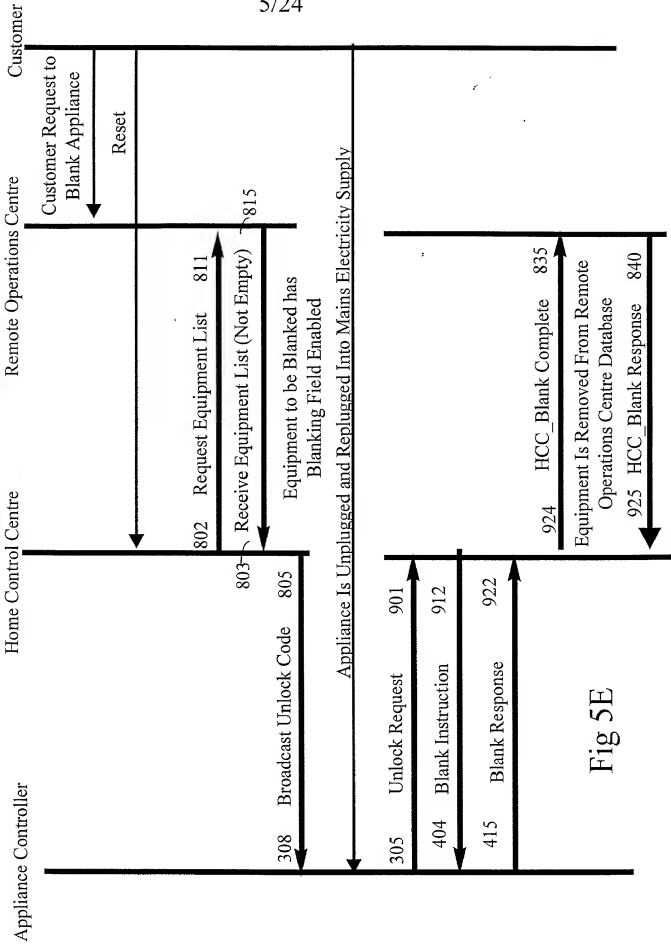 5/24
Appliance Controller
Home Control Centre
Remote Operations Centre
Customer
Customer Request to
Blank Appliance
Reset
802 Request Equipment List 811
803 Receive Equipment List (Not Empty) 815
Equipment to be Blanked has
Blanking Field Enabled
308 Broadcast Unlock Code 805
Appliance Is Unplugged and Replugged Into Mains Electricity Supply
305 Unlock Request 901
404 Blank Instruction 912
415 Blank Response 922
924 HCC_Blank Complete 835
Equipment Is Removed From Remote
Operations Centre Database
925 HCC_Blank Response 840
Fig 5E